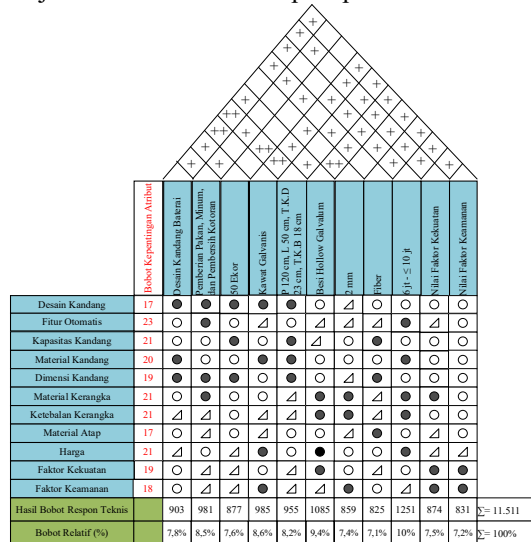 Bobot Kepentingan Atribut
Desain Kandang Baterai
Pemberian Pakan, Minum,
dan Pembersih Kotoran
50 Ekor
Kawat Galvanis
P 120 cm, L 50 cm, T.K.D
23 cm, T.K.B 18 cm
Besi Hollow Galvalum
2 mm
Fiber
6 jt - ≤ 10 jt
Nilai Faktor Kekuatan
Nilai Faktor Keamanan
Desain Kandang 17
Fitur Otomatis 23
Kapasitas Kandang 21
Material Kandang 20
Dimensi Kandang 19
Material Kerangka 21
Ketebalan Kerangka 21
Material Atap 17
Harga 21
Faktor Kekuatan 19
Faktor Keamanan 18
Hasil Bobot Respon Teknis 903 981 877 985 955 1085 859 825 1251 874 831 ∑= 11.511
Bobot Relatif (%) 7,8% 8,5% 7,6% 8,6% 8,2% 9,4% 7,4% 7,1% 10% 7,5% 7,2% ∑= 100%